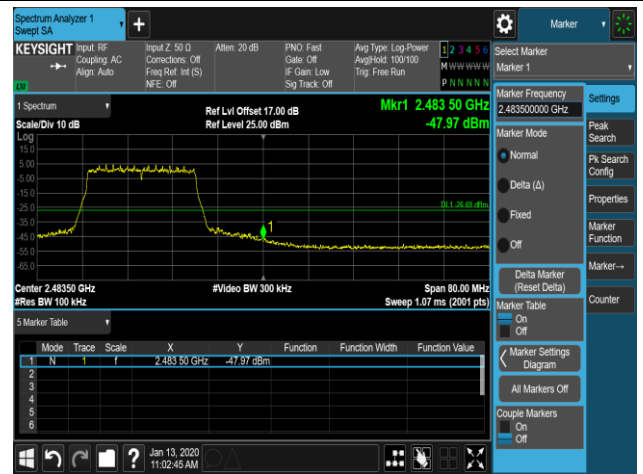 Spectrum Analyzer 1
Swept SA
+
Marker
KEYSIGHT
Input: RF
Coupling: AC
Align: Auto
Input Z: 50 Ω
Corrections: Off
Freq Ref: Int (S)
NFE: Off
Atten: 20 dB
PNO: Fast
Gate: Off
IF Gain: Low
Sig Track: Off
Avg Type: Log-Power
Avg|Hold: 100/100
Trig: Free Run
1 2 3 4 5 6
M W W W W W
P N N N N N
LXI
Select Marker
Marker 1
1 Spectrum
Scale/Div 10 dB
Ref Lvl Offset 17.00 dB
Ref Level 25.00 dBm
Mkr1 2.483 50 GHz
-47.97 dBm
Log
15.0
5.00
-5.00
-15.0
-25.0
-35.0
-45.0
-55.0
-65.0
DL1 -26.69 dBm
1
Center 2.48350 GHz
#Res BW 100 kHz
#Video BW 300 kHz
Span 80.00 MHz
Sweep 1.07 ms (2001 pts)
5 Marker Table
Mode Trace Scale X Y Function Function Width Function Value
1 N 1 f 2.483 50 GHz -47.97 dBm
2
3
4
5
6
Marker Frequency
2.483500000 GHz
Marker Mode
Normal
Delta (Δ)
Fixed
Off
Delta Marker
(Reset Delta)
Marker Table
On
Off
Marker Settings
Diagram
All Markers Off
Couple Markers
On
Off
Settings
Peak
Search
Pk Search
Config
Properties
Marker
Function
Marker→
Counter
?
Jan 13, 2020
11:02:45 AM